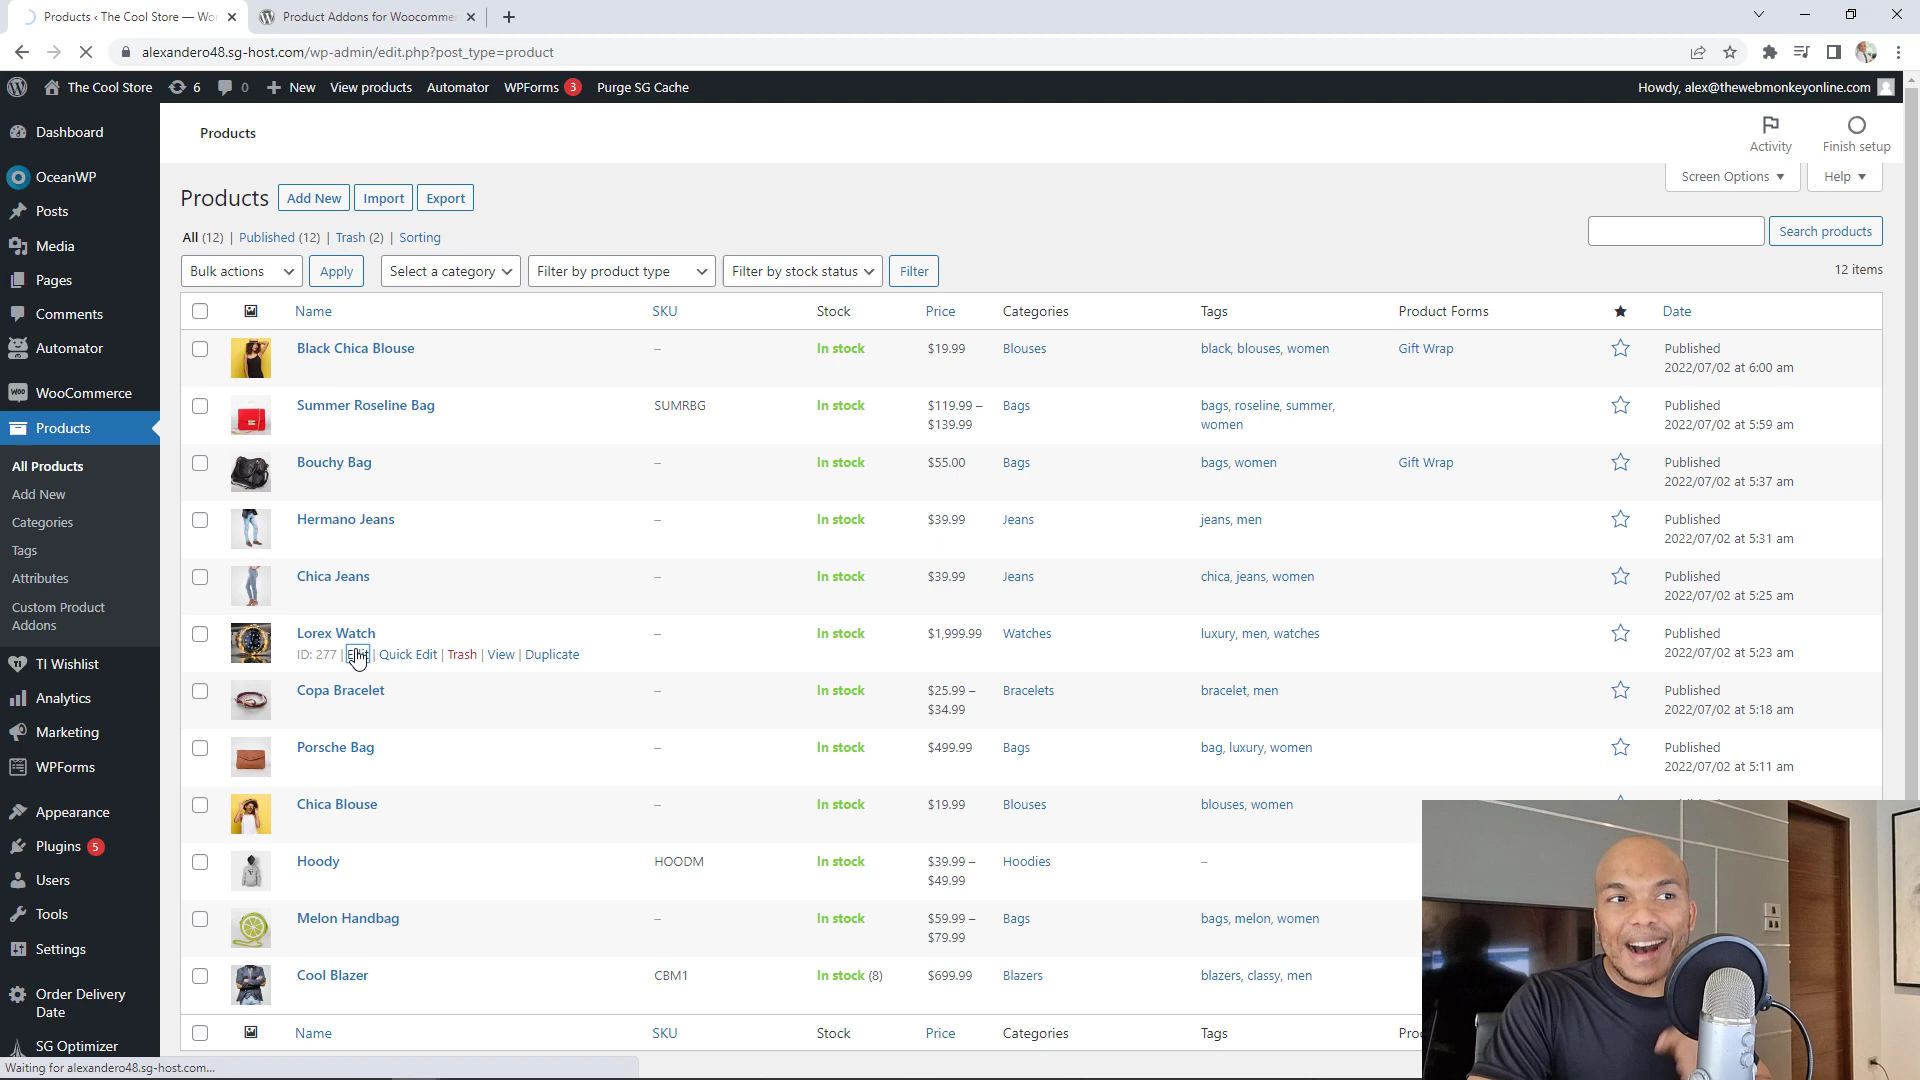 Products ‹ The Cool Store — Wor
Product Addons for Woocommer
alexandero48.sg-host.com/wp-admin/edit.php?post_type=product
The Cool Store 6 0 New View products Automator WPForms 3 Purge SG Cache
Howdy, alex@thewebmonkeyonline.com
Dashboard
OceanWP
Posts
Media
Pages
Comments
Automator
WooCommerce
Products
All Products
Add New
Categories
Tags
Attributes
Custom Product
Addons
TI Wishlist
Analytics
Marketing
WPForms
Appearance
Plugins 5
Users
Tools
Settings
Order Delivery
Date
SG Optimizer
Products
Activity
Finish setup
Screen Options
Help
Products Add New Import Export
All (12) | Published (12) | Trash (2) | Sorting
Search products
Bulk actions Apply Select a category Filter by product type Filter by stock status Filter
12 items
Name SKU Stock Price Categories Tags Product Forms Date
Black Chica Blouse – In stock $19.99 Blouses black, blouses, women Gift Wrap Published
2022/07/02 at 6:00 am
Summer Roseline Bag SUMRBG In stock $119.99 – Bags bags, roseline, summer, Published
$139.99 women 2022/07/02 at 5:59 am
Bouchy Bag – In stock $55.00 Bags bags, women Gift Wrap Published
2022/07/02 at 5:37 am
Hermano Jeans – In stock $39.99 Jeans jeans, men Published
2022/07/02 at 5:31 am
Chica Jeans – In stock $39.99 Jeans chica, jeans, women Published
2022/07/02 at 5:25 am
Lorex Watch – In stock $1,999.99 Watches luxury, men, watches Published
ID: 277 | Edit | Quick Edit | Trash | View | Duplicate 2022/07/02 at 5:23 am
Copa Bracelet – In stock $25.99 – Bracelets bracelet, men Published
$34.99 2022/07/02 at 5:18 am
Porsche Bag – In stock $499.99 Bags bag, luxury, women Published
2022/07/02 at 5:11 am
Chica Blouse – In stock $19.99 Blouses blouses, women
Hoody HOODM In stock $39.99 – Hoodies –
$49.99
Melon Handbag – In stock $59.99 – Bags bags, melon, women
$79.99
Cool Blazer CBM1 In stock (8) $699.99 Blazers blazers, classy, men
Name SKU Stock Price Categories Tags
Waiting for alexandero48.sg-host.com...